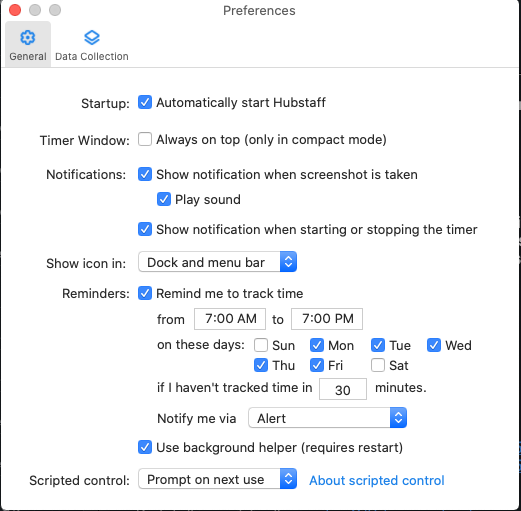 Preferences
General Data Collection
Startup: Automatically start Hubstaff
Timer Window: Always on top (only in compact mode)
Notifications: Show notification when screenshot is taken
Play sound
Show notification when starting or stopping the timer
Show icon in: Dock and menu bar
Reminders: Remind me to track time
from 7:00 AM to 7:00 PM
on these days: Sun Mon Tue Wed
Thu Fri Sat
if I haven't tracked time in 30 minutes.
Notify me via Alert
Use background helper (requires restart)
Scripted control: Prompt on next use About scripted control